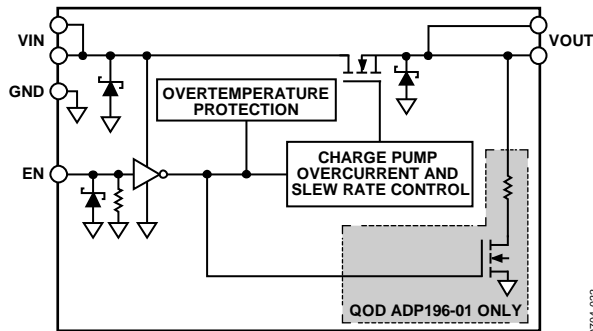 VIN
VOUT
GND
OVERTEMPERATURE
PROTECTION
EN
CHARGE PUMP
OVERCURRENT AND
SLEW RATE CONTROL
QOD ADP196-01 ONLY